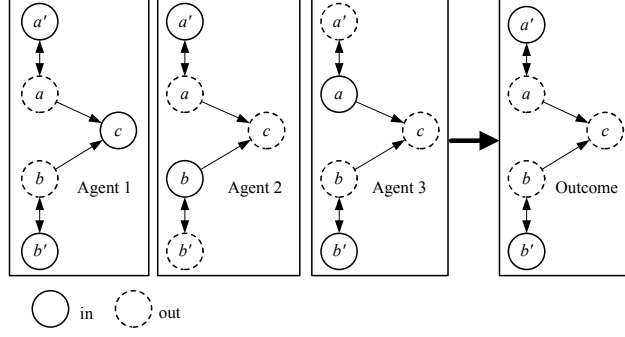 a′ a′ a′ a′
a a a a
c c c c
b Agent 1 b Agent 2 b Agent 3 b Outcome
b′ b′ b′ b′
in out